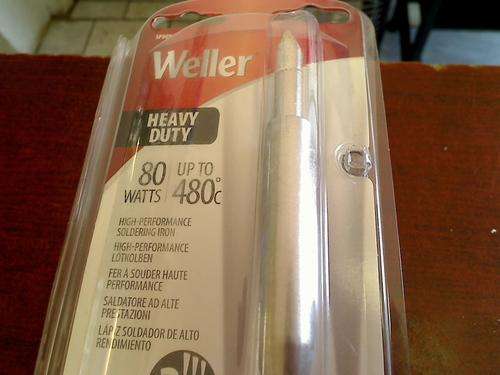 Weller
HEAVY
DUTY
80
WATTS
UP TO
480°C
HIGH-PERFORMANCE
SOLDERING IRON
HIGH-PERFORMANCE
LÖTKOLBEN
FER À SOUDER HAUTE
PERFORMANCE
SALDATORE AD ALTE
PRESTAZIONI
LÁPIZ SOLDADOR DE ALTO
RENDIMIENTO